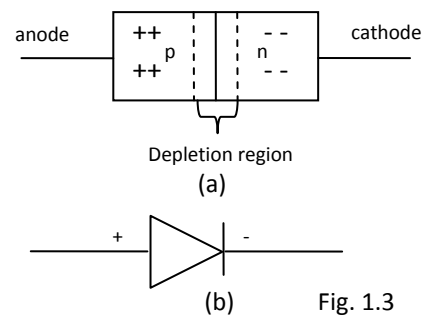 anode
cathode
++ p n - -
++ - -
Depletion region
(a)
+ -
(b) Fig. 1.3